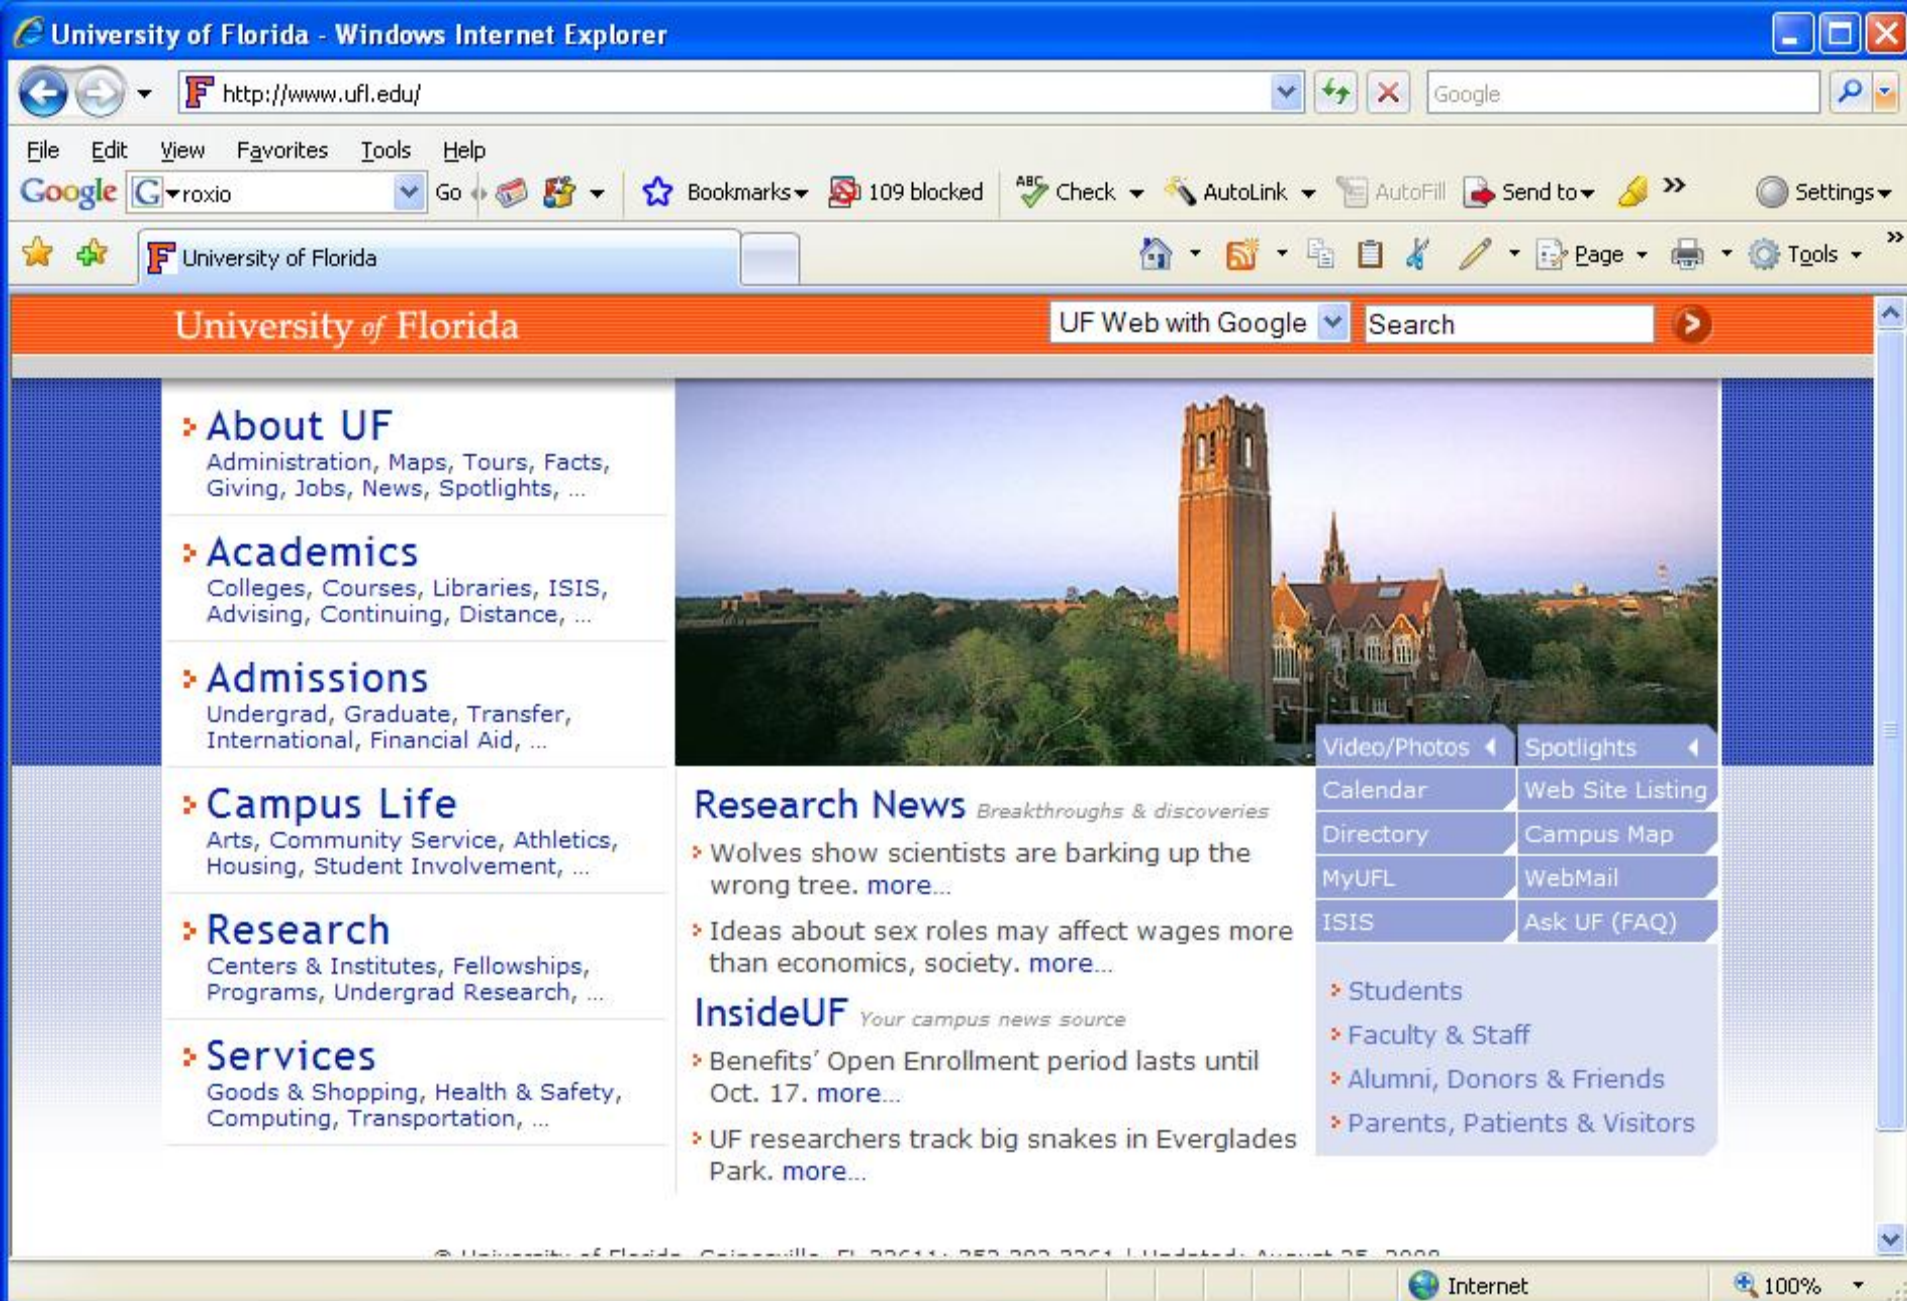 University of Florida - Windows Internet Explorer
http://www.ufl.edu/
Google
File Edit View Favorites Tools Help
Google G roxio Go Bookmarks 109 blocked ABC Check AutoLink AutoFill Send to Settings
University of Florida Page Tools
University of Florida UF Web with Google Search
About UF
Administration, Maps, Tours, Facts,
Giving, Jobs, News, Spotlights, ...
Academics
Colleges, Courses, Libraries, ISIS,
Advising, Continuing, Distance, ...
Admissions
Undergrad, Graduate, Transfer,
International, Financial Aid, ...
Campus Life
Arts, Community Service, Athletics,
Housing, Student Involvement, ...
Research
Centers & Institutes, Fellowships,
Programs, Undergrad Research, ...
Services
Goods & Shopping, Health & Safety,
Computing, Transportation, ...
Research News Breakthroughs & discoveries
Wolves show scientists are barking up the
wrong tree. more...
Ideas about sex roles may affect wages more
than economics, society. more...
InsideUF Your campus news source
Benefits' Open Enrollment period lasts until
Oct. 17. more...
UF researchers track big snakes in Everglades
Park. more...
Video/Photos Spotlights
Calendar Web Site Listing
Directory Campus Map
MyUFL WebMail
ISIS Ask UF (FAQ)
Students
Faculty & Staff
Alumni, Donors & Friends
Parents, Patients & Visitors
© University of Florida, Gainesville, FL
Internet 100%